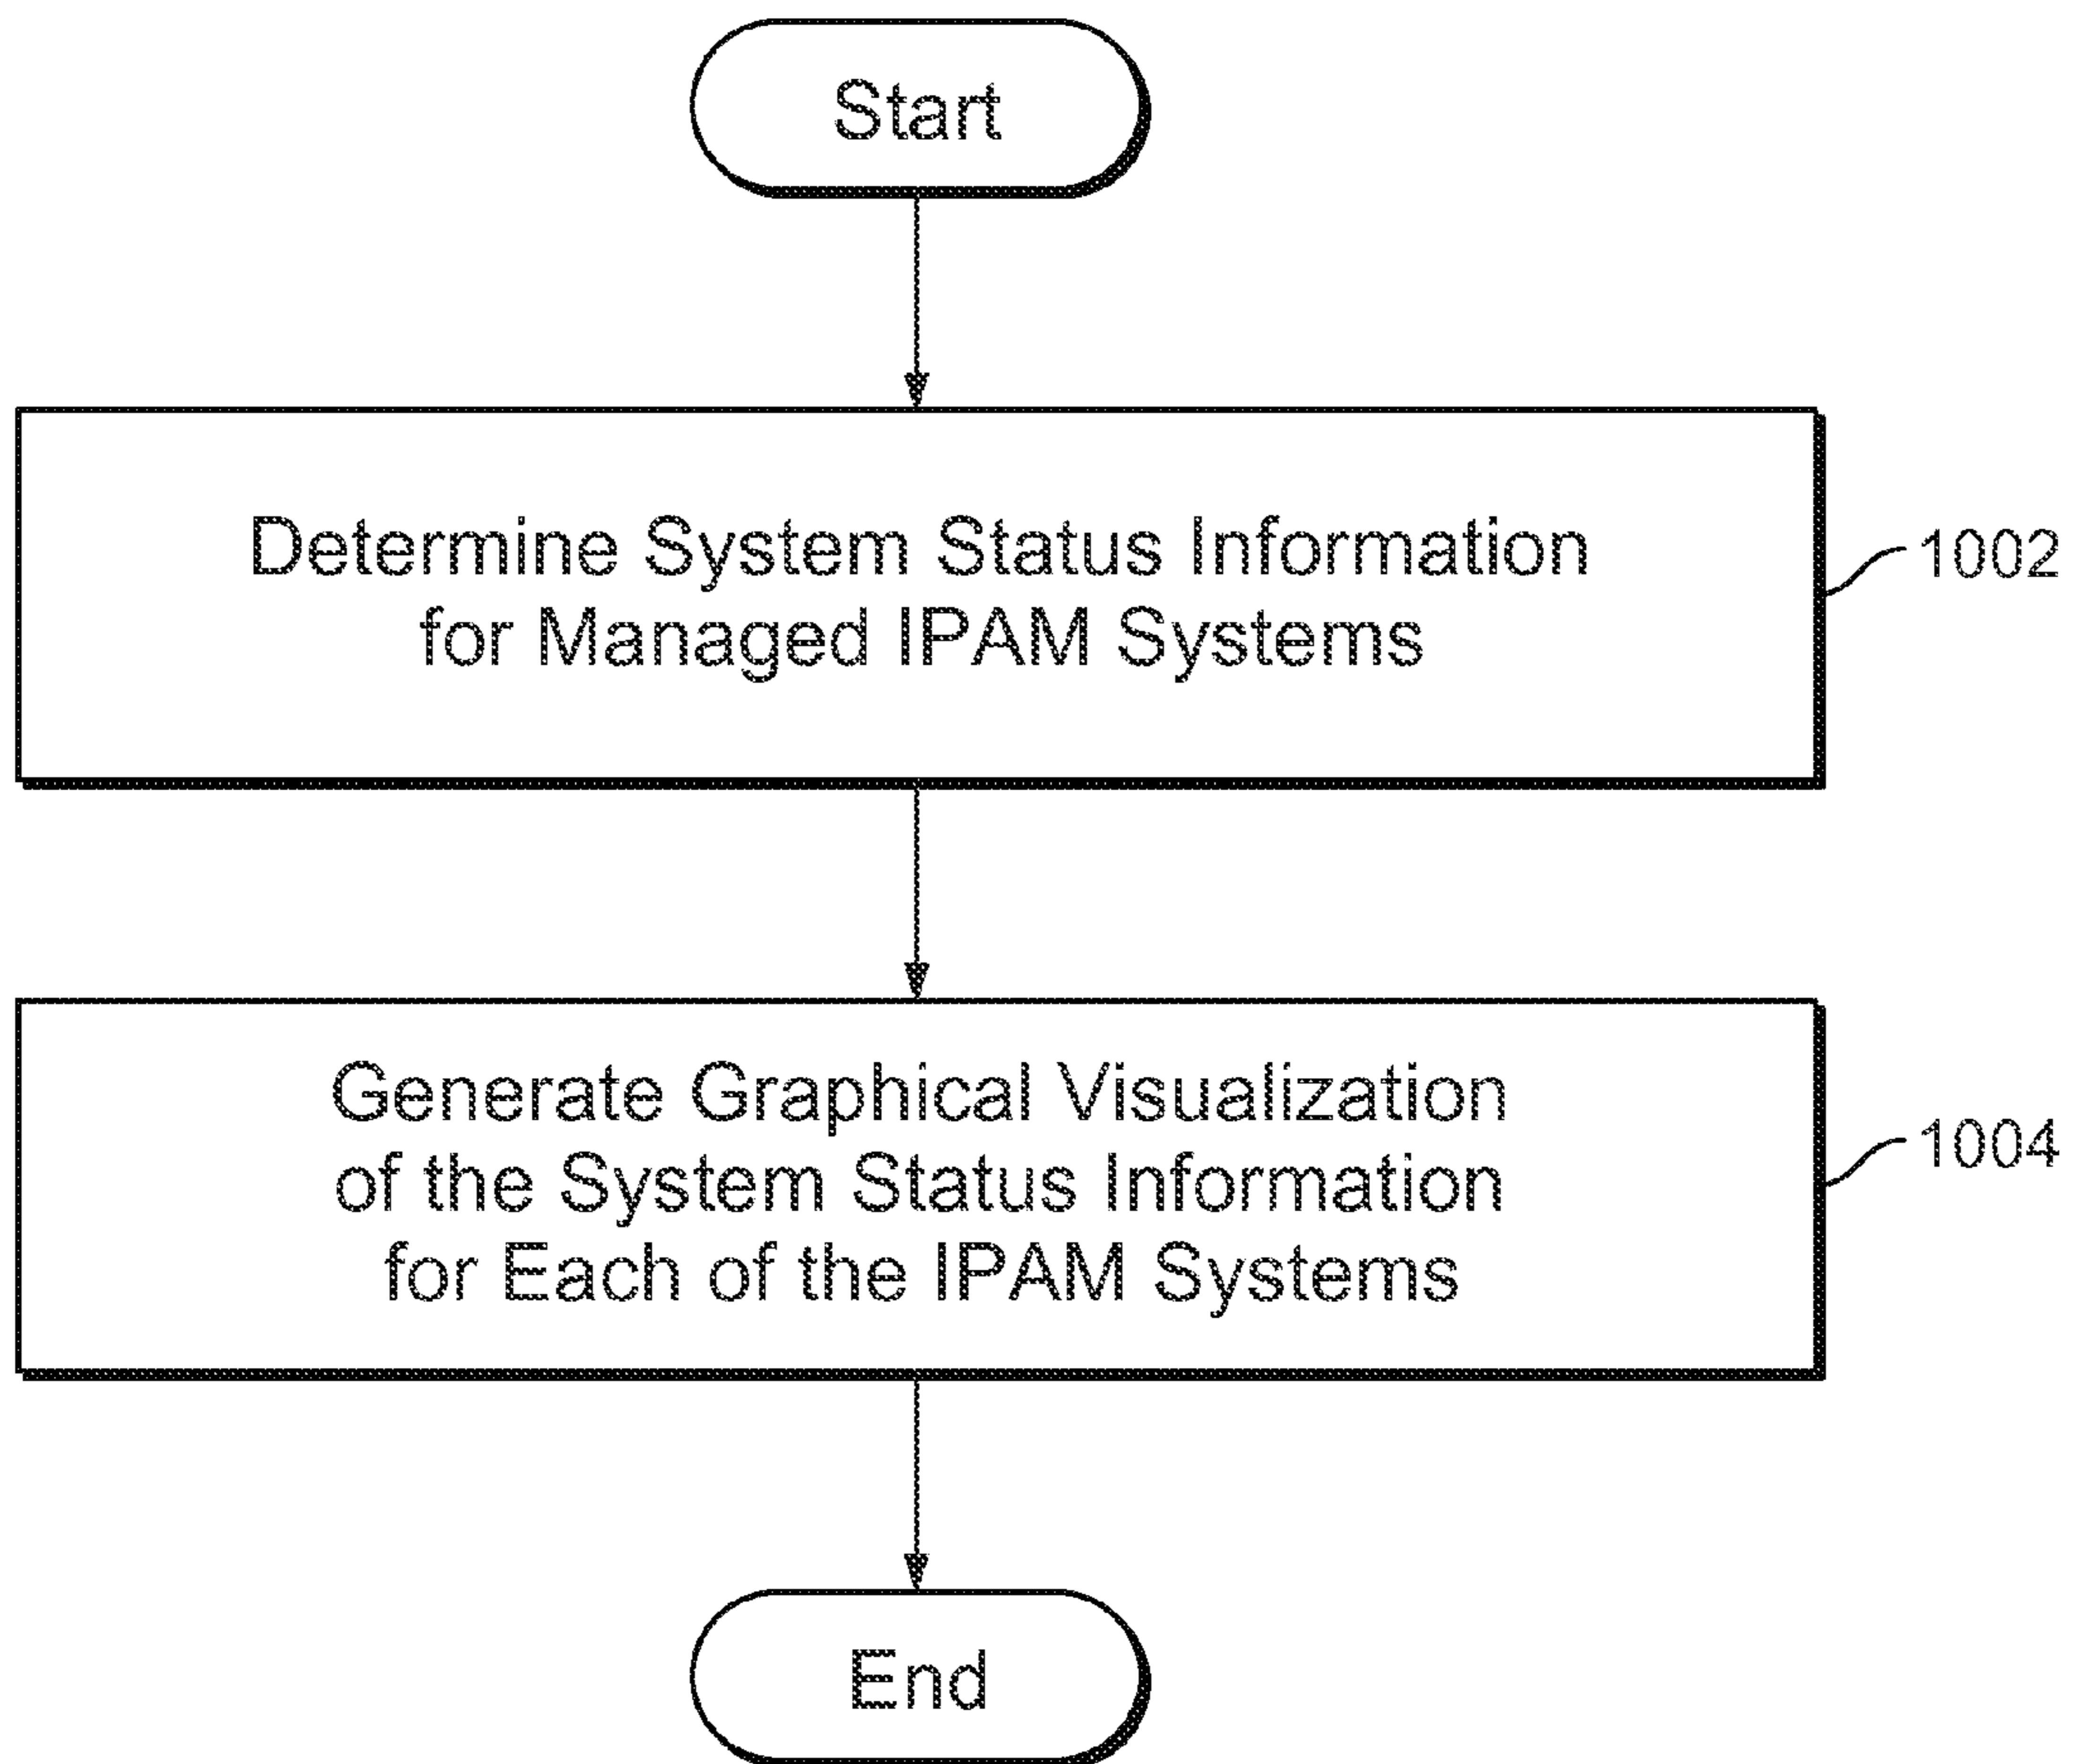 Start
Determine System Status Information
for Managed IPAM Systems
1002
Generate Graphical Visualization
of the System Status Information
for Each of the IPAM Systems
1004
End